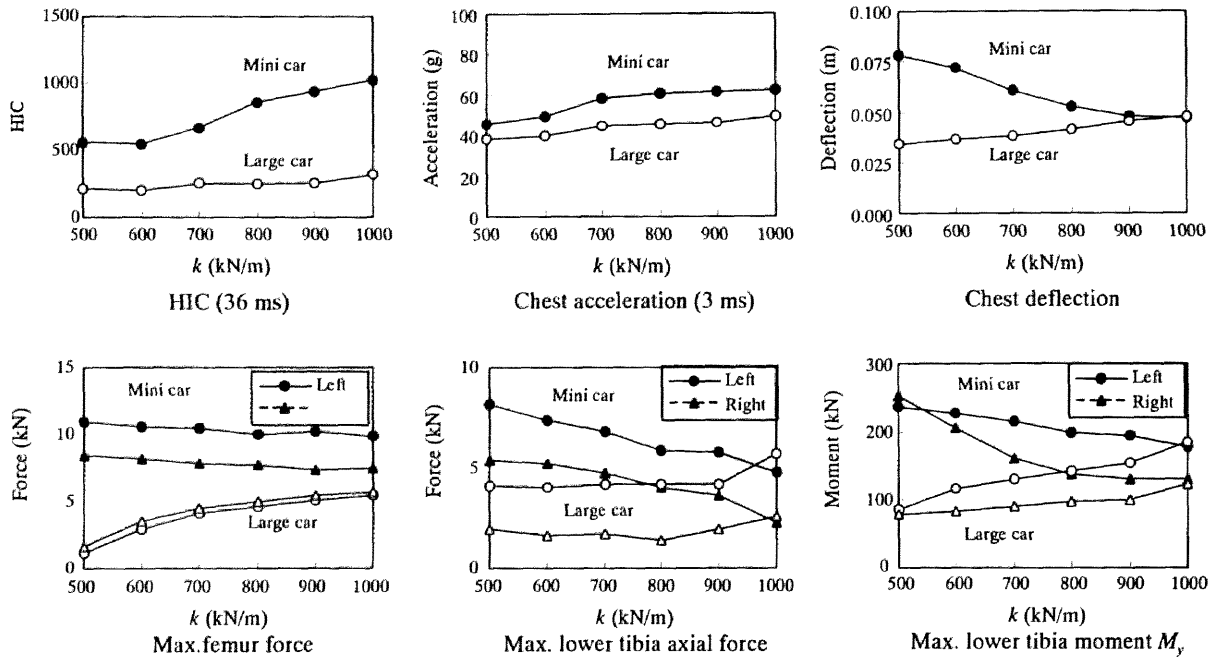 1500
1000
500
0
HIC
Mini car
Large car
500 600 700 800 900 1000
k (kN/m)
HIC (36 ms)
100
80
60
40
20
0
Acceleration (g)
Mini car
Large car
500 600 700 800 900 1000
k (kN/m)
Chest acceleration (3 ms)
0.100
0.075
0.050
0.025
0.000
Deflection (m)
Mini car
Large car
500 600 700 800 900 1000
k (kN/m)
Chest deflection
15
10
5
0
Force (kN)
Mini car
Left
Large car
500 600 700 800 900 1000
k (kN/m)
Max.femur force
10
5
0
Force (kN)
Mini car
Left
Right
Large car
500 600 700 800 900 1000
k (kN/m)
Max. lower tibia axial force
300
200
100
0
Moment (kN)
Mini car
Left
Right
Large car
500 600 700 800 900 1000
k (kN/m)
Max. lower tibia moment My